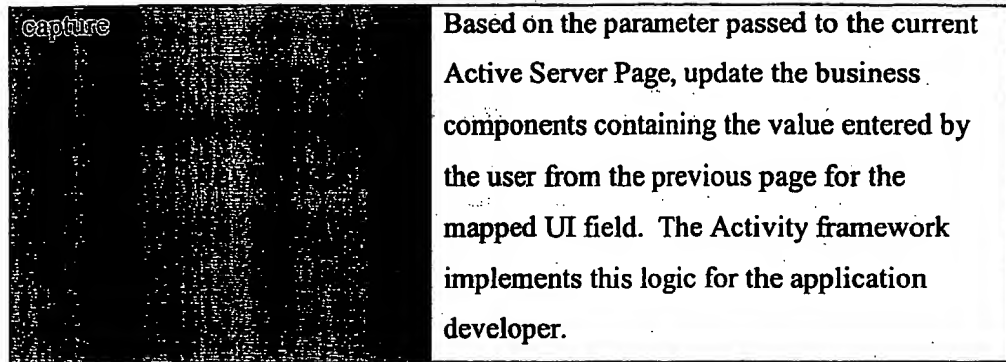 capture
Based on the parameter passed to the current
Active Server Page, update the business
components containing the value entered by
the user from the previous page for the
mapped UI field. The Activity framework
implements this logic for the application
developer.